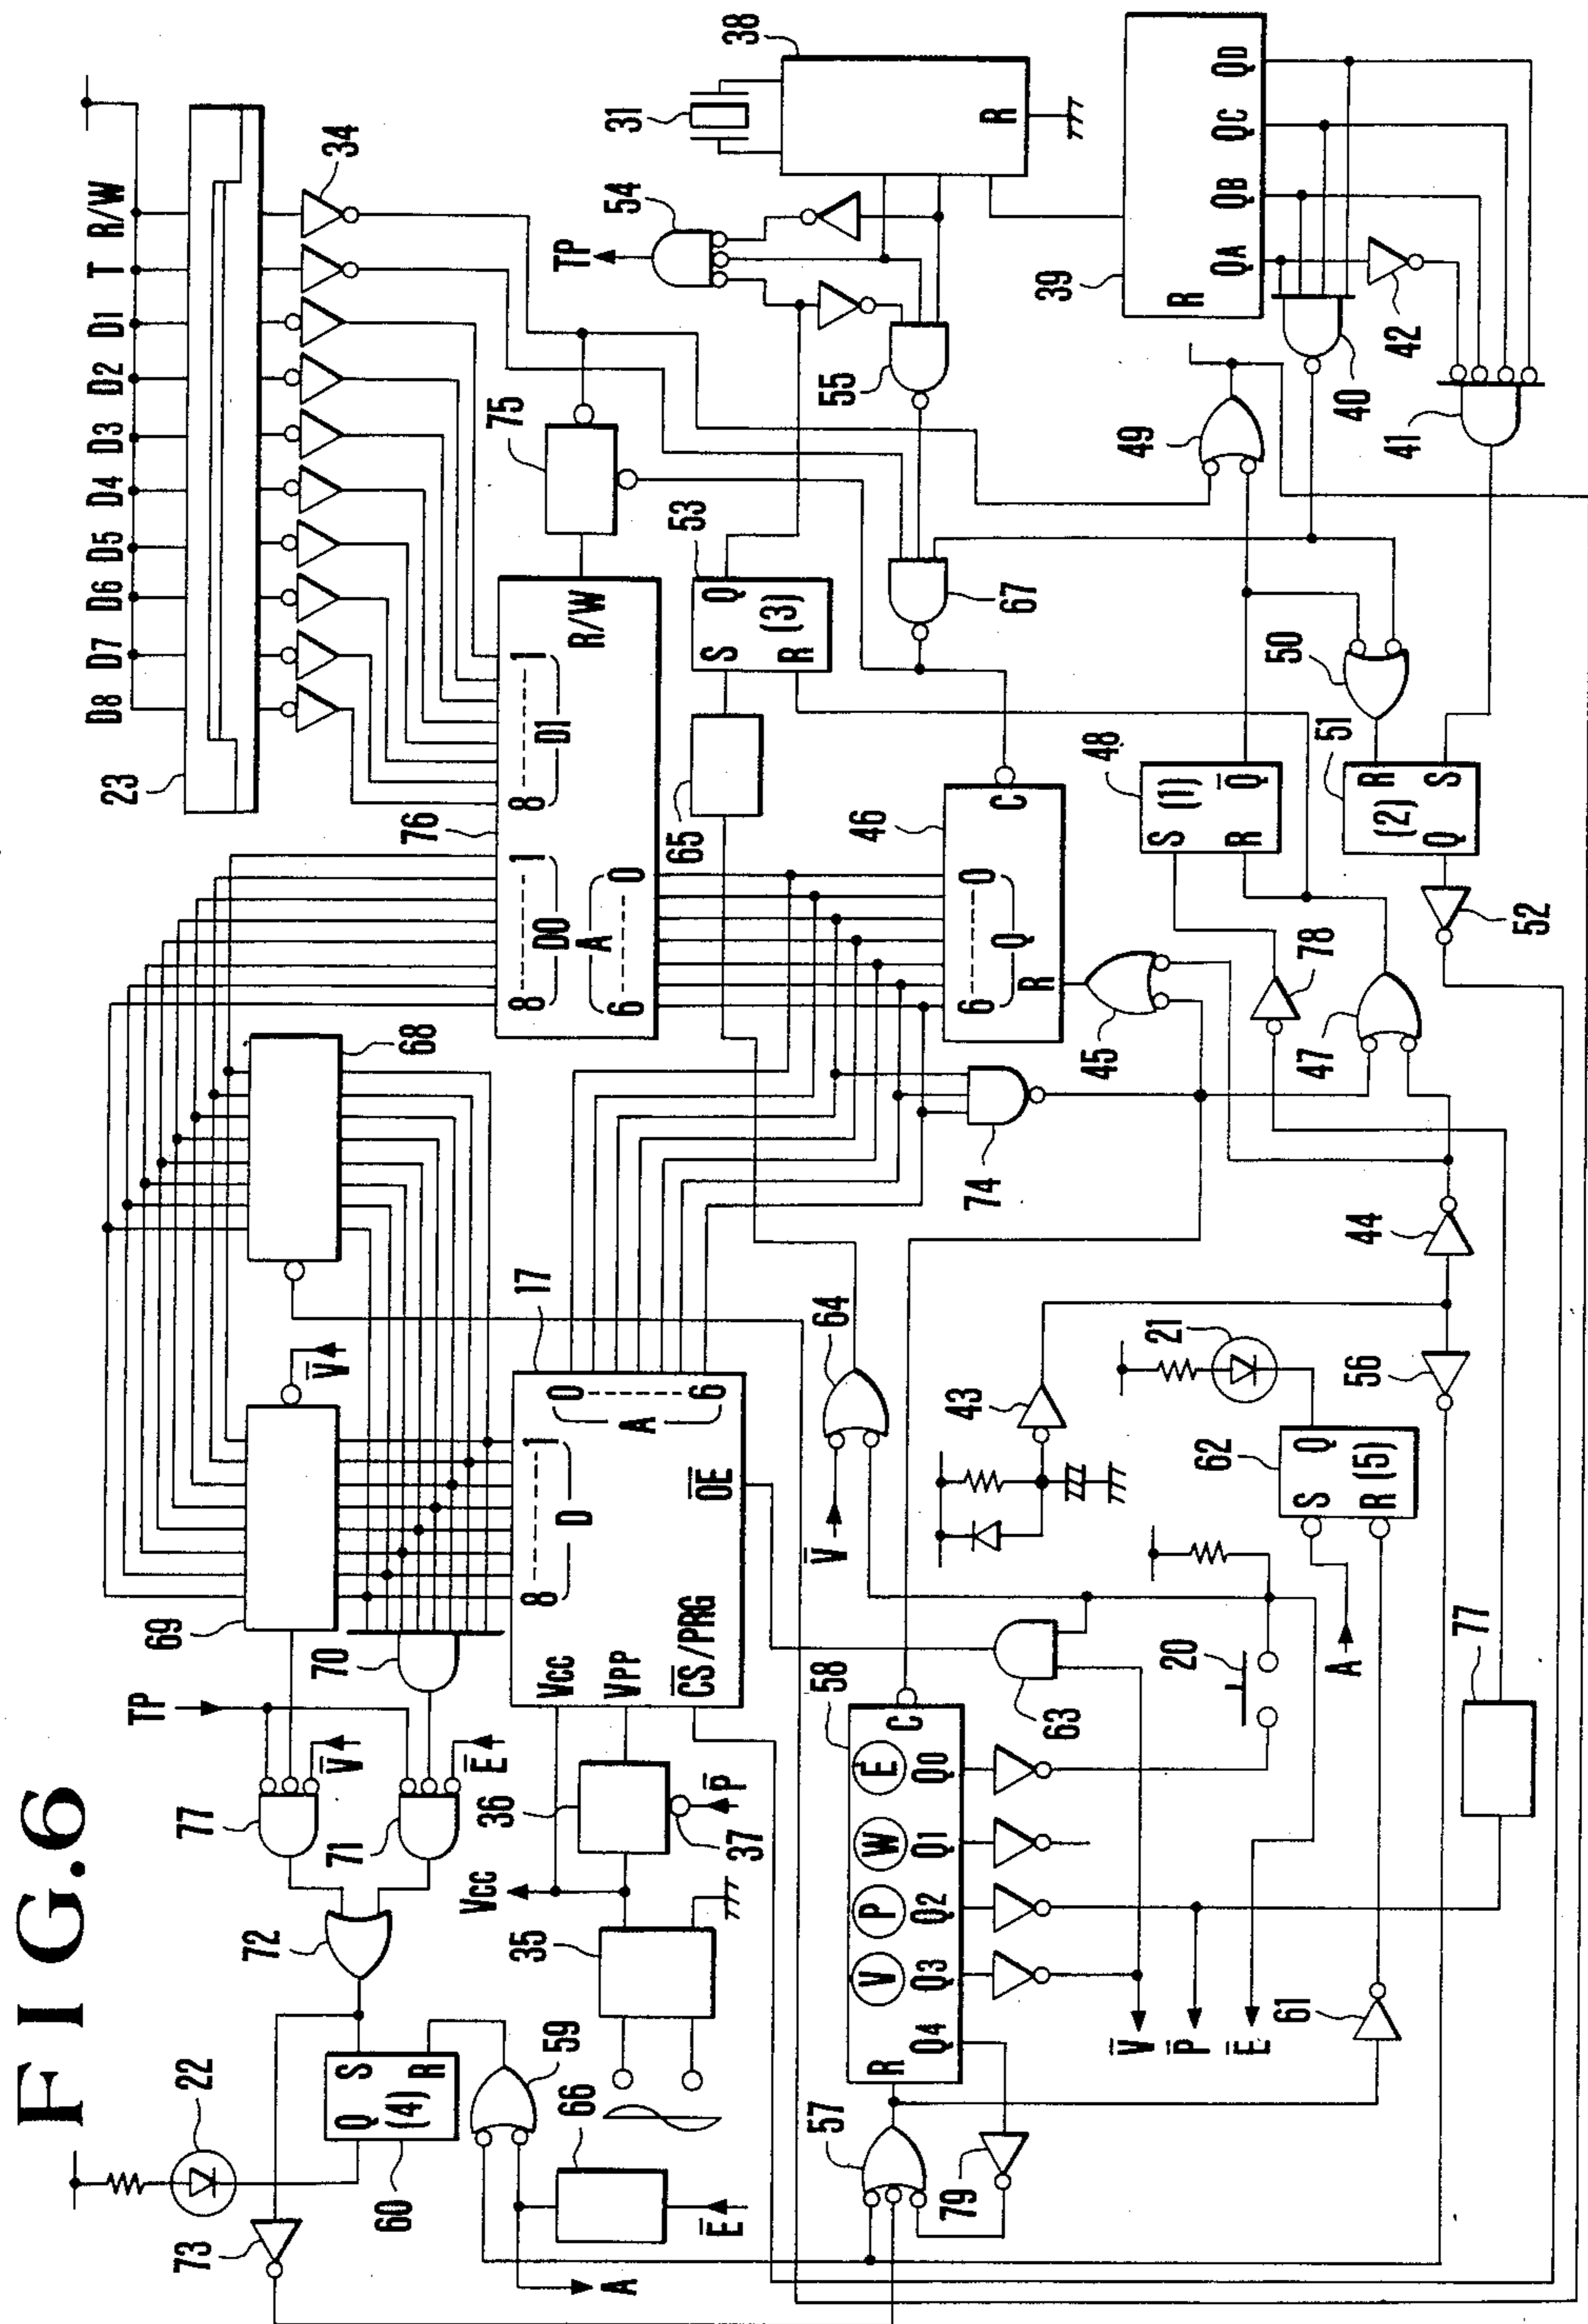 FIG.6
D8 D7 D6 D5 D4 D3 D2 D1 T R/W
23
34
22
73
TP
77
V̅
69
V̅
68
70
72
71
E̅
Q S
(4)
R
60
59
66
E̅
A
35
Vcc
36
37
P̅
17
8 ---- 1
D
0 ---- 6
A
Vcc
VPP
C̅S̅/PRG
O̅E̅
76
8 ---- 1
D0
8 ---- 1
D1
R/W
A
6 ---- 0
75
54
TP
31
38
R
55
65
53
S Q
(3)
R
67
46
6 ---- 0
Q
C
R
45
74
64
V̅
43
58
V P W E
Q4 Q3 Q2 Q1 Q0
R
C
63
57
79
V̅
P̅
E̅
61
20
A
62
S Q
R (5)
21
56
44
77
47
78
48
S (1)
R Q̅
49
50
51
R
(2)
Q S
52
39
R
QA QB QC QD
40
42
41